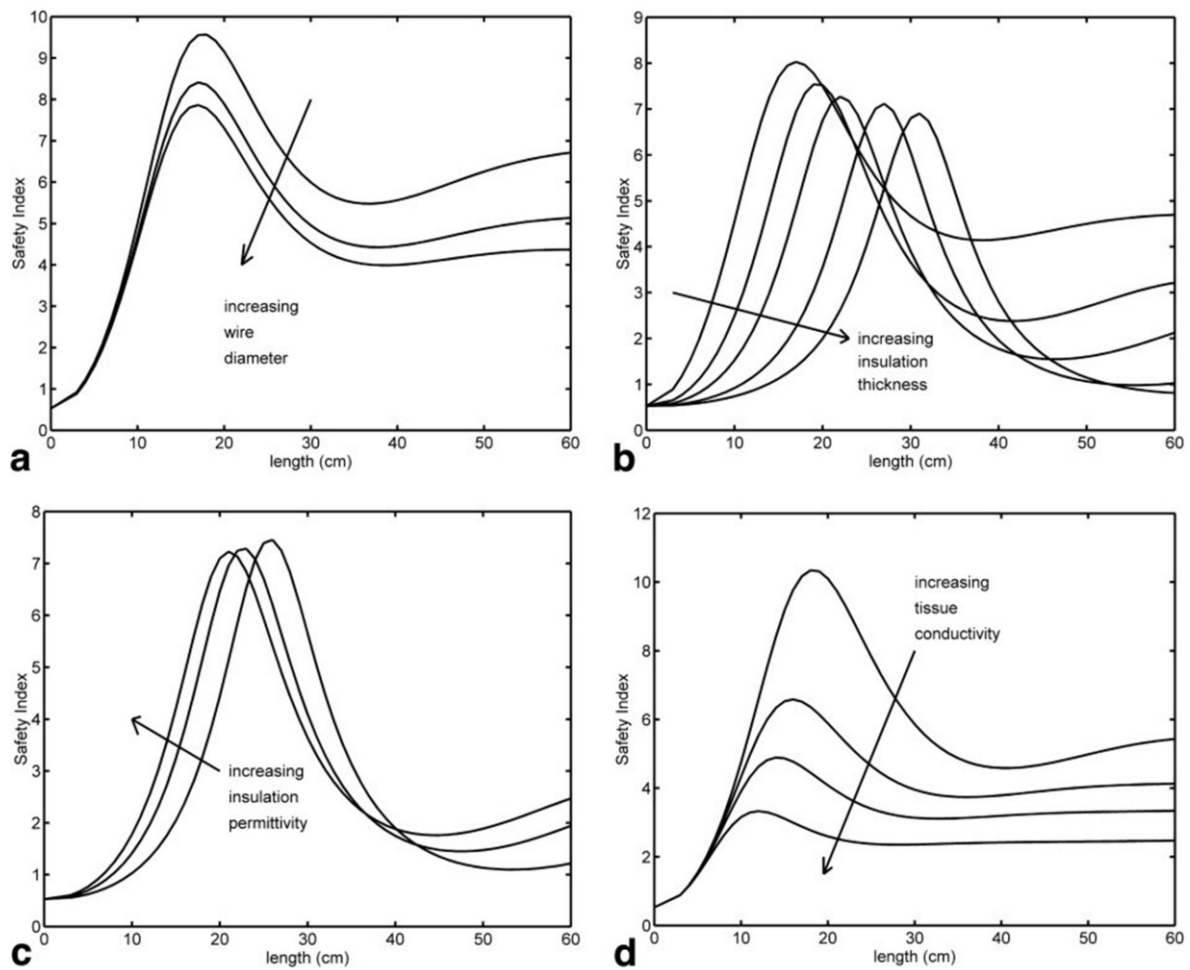 10
9
8
7
6
5
4
3
2
1
0
Safety Index
increasing
wire
diameter
0 10 20 30 40 50 60
length (cm)
a
9
8
7
6
5
4
3
2
1
0
Safety Index
increasing
insulation
thickness
0 10 20 30 40 50 60
length (cm)
b
8
7
6
5
4
3
2
1
0
Safety Index
increasing
insulation
permittivity
0 10 20 30 40 50 60
length (cm)
c
12
10
8
6
4
2
0
Safety Index
increasing
tissue
conductivity
0 10 20 30 40 50 60
length (cm)
d